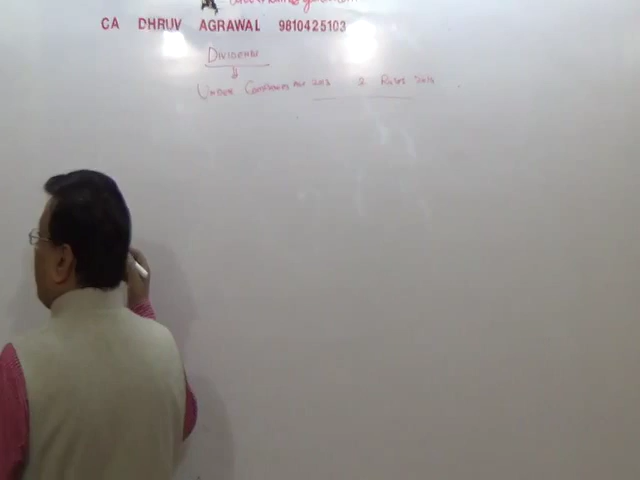 CA DHRUV AGRAWAL 9810425103
DIVIDEND
UNDER COMPANIES ACT 2013 & RULES 2014